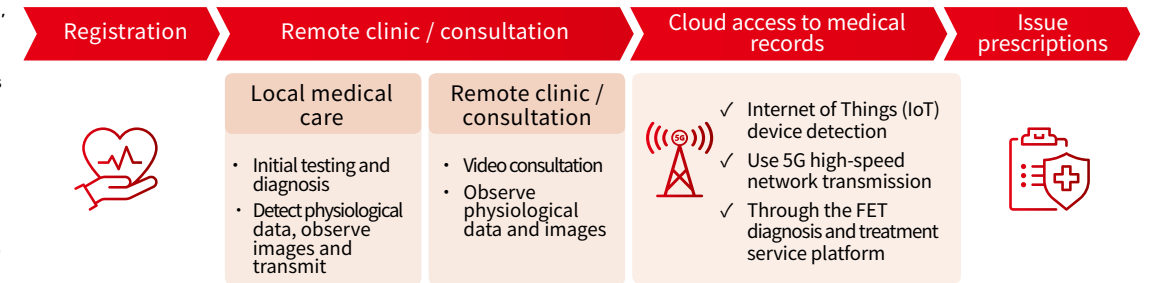 Registration
Remote clinic / consultation
Cloud access to medical
records
Issue
prescriptions
Local medical
care
• Initial testing and
diagnosis
• Detect physiological
data, observe
images and
transmit
Remote clinic /
consultation
• Video consultation
• Observe
physiological
data and images
5G
✓ Internet of Things (IoT)
device detection
✓ Use 5G high-speed
network transmission
✓ Through the FET
diagnosis and treatment
service platform